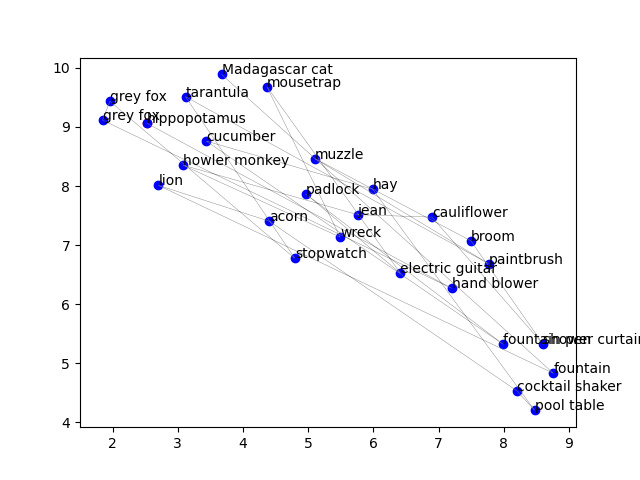 10
9
8
7
6
5
4
Madagascar cat
mousetrap
grey fox
tarantula
grey fox
hippopotamus
cucumber
muzzle
howler monkey
lion
padlock
hay
acorn
jean
cauliflower
wreck
broom
stopwatch
electric guitar
paintbrush
hand blower
fountain pen
shower curtain
fountain
cocktail shaker
pool table
2 3 4 5 6 7 8 9